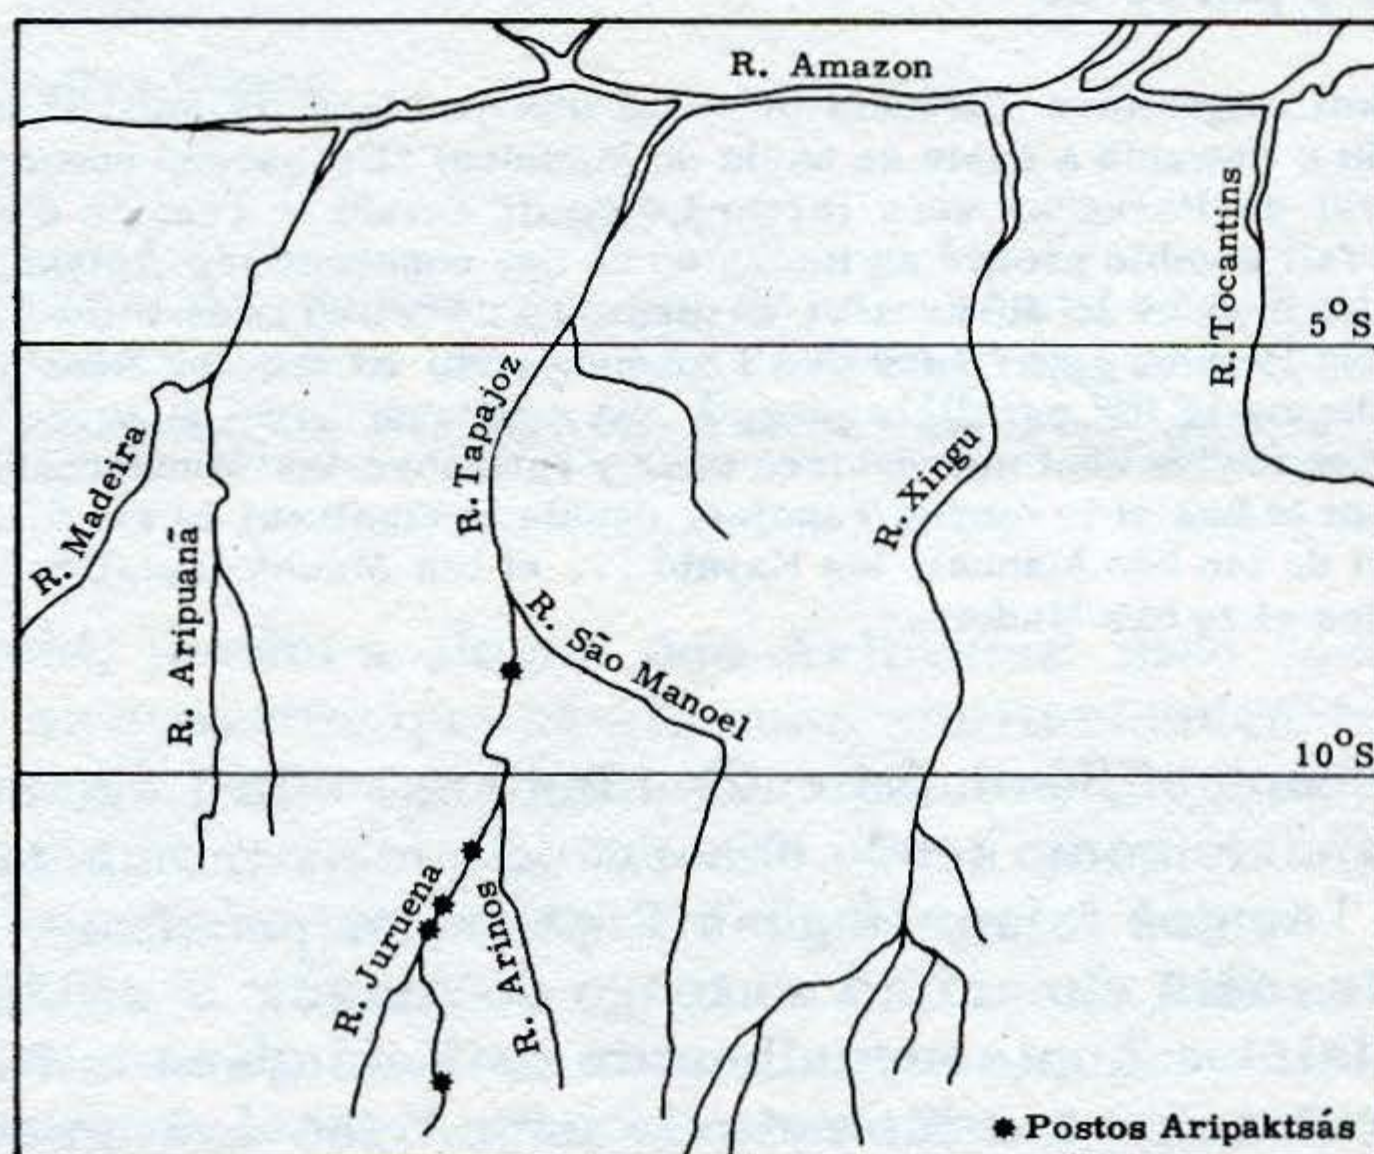 R. Amazon
R. Tocantins
5°S
R. Tapajoz
R. Madeira
R. Xingu
R. Aripuanã
R. São Manoel
10°S
R. Juruena
R. Arinos
* Postos Aripaktsás